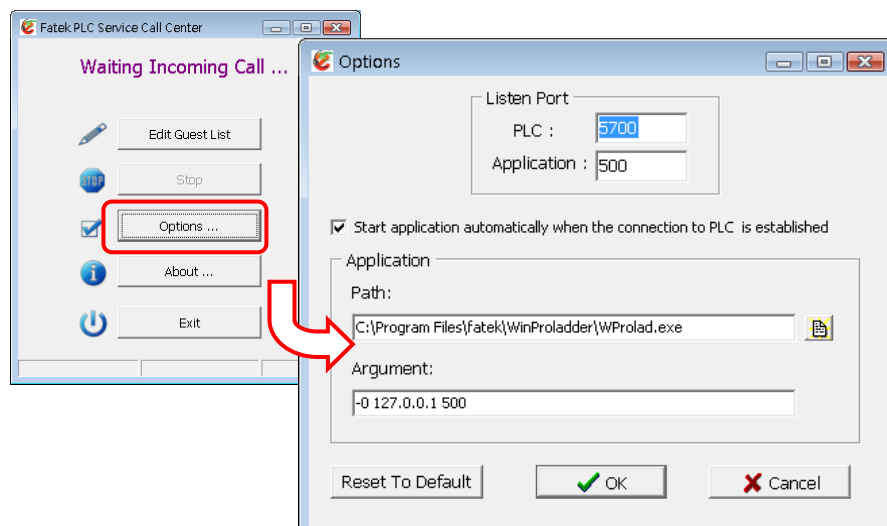 Fatek PLC Service Call Center
Waiting Incoming Call ...
Edit Guest List
STOP
Stop
Options ...
About ...
Exit
Options
Listen Port
PLC :
5700
Application :
500
Start application automatically when the connection to PLC is established
Application
Path:
C:\Program Files\fatek\WinProladder\WProlad.exe
Argument:
-0 127.0.0.1 500
Reset To Default
OK
Cancel